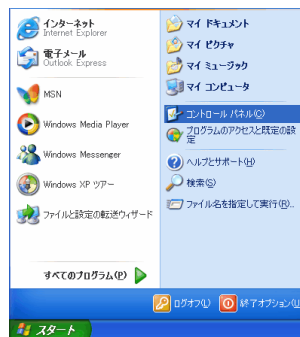 インターネット
Internet Explorer
電子メール
Outlook Express
MSN
Windows Media Player
Windows Messenger
Windows XP ツアー
ファイルと設定の転送ウィザード
すべてのプログラム(P)
マイ ドキュメント
マイ ピクチャ
マイ ミュージック
マイ コンピュータ
コントロール パネル(C)
プログラムのアクセスと既定の設
定
ヘルプとサポート(H)
検索(S)
ファイル名を指定して実行(R)...
ログオフ(L)
終了オプション(U
スタート